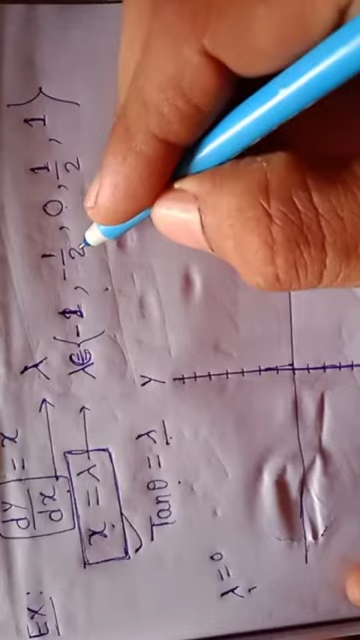 Ex: dy/dx = x
→ λ
x = λ → λ∈{-1, -1/2, 0, 1/2, 1}
Tanθ = λ
Y
λ=0